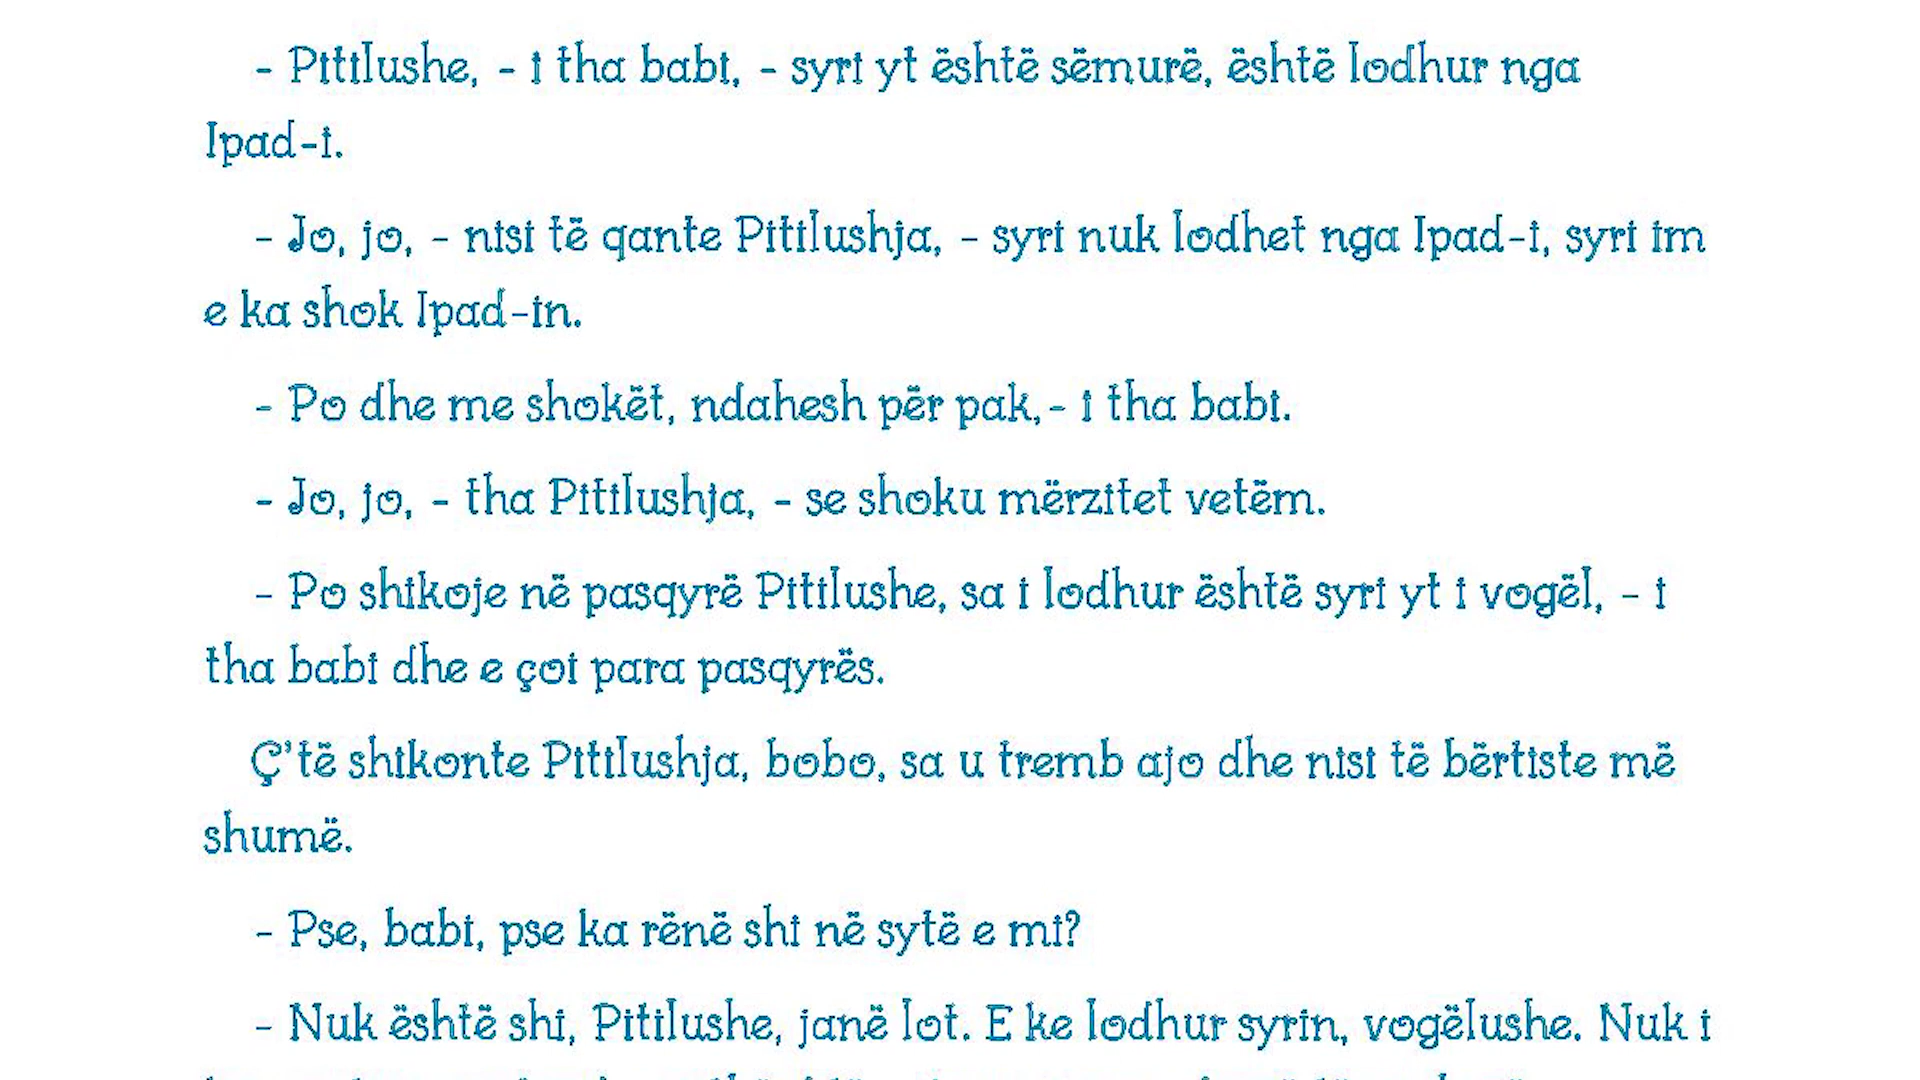 - Pitilushe, - i tha babi, - syri yt është sëmurë, është lodhur nga
Ipad-i.
- Jo, jo, - nisi të qante Pitilushja, - syri nuk lodhet nga Ipad-i, syri im
e ka shok Ipad-in.
- Po dhe me shokët, ndahesh për pak,- i tha babi.
- Jo, jo, - tha Pitilushja, - se shoku mërzitet vetëm.
- Po shikoje në pasqyrë Pitilushe, sa i lodhur është syri yt i vogël, - i
tha babi dhe e çoi para pasqyrës.
Ç'të shikonte Pitilushja, bobo, sa u tremb ajo dhe nisi të bërtiste më
shumë.
- Pse, babi, pse ka rënë shi në sytë e mi?
- Nuk është shi, Pitilushe, janë lot. E ke lodhur syrin, vogëlushe. Nuk i